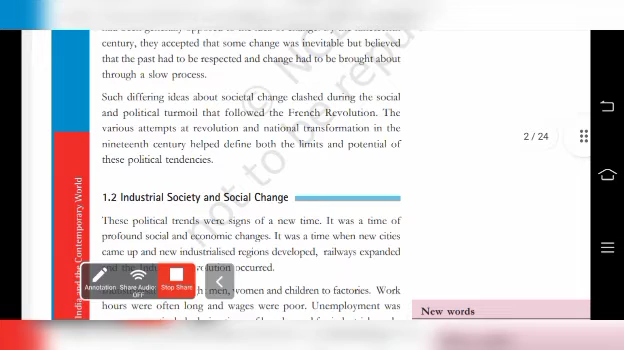 century, they accepted that some change was inevitable but believed
that the past had to be respected and change had to be brought about
through a slow process.
Such differing ideas about societal change clashed during the social
and political turmoil that followed the French Revolution. The
various attempts at revolution and national transformation in the
nineteenth century helped define both the limits and potential of
these political tendencies.
1.2 Industrial Society and Social Change
These political trends were signs of a new time. It was a time of
profound social and economic changes. It was a time when new cities
came up and new industrialised regions developed, railways expanded
occurred.
men, women and children to factories. Work
hours were often long and wages were poor. Unemployment was
India and the Contemporary World
not to be
2 / 24
Annotation
Share Audio: OFF
Stop Share
New words